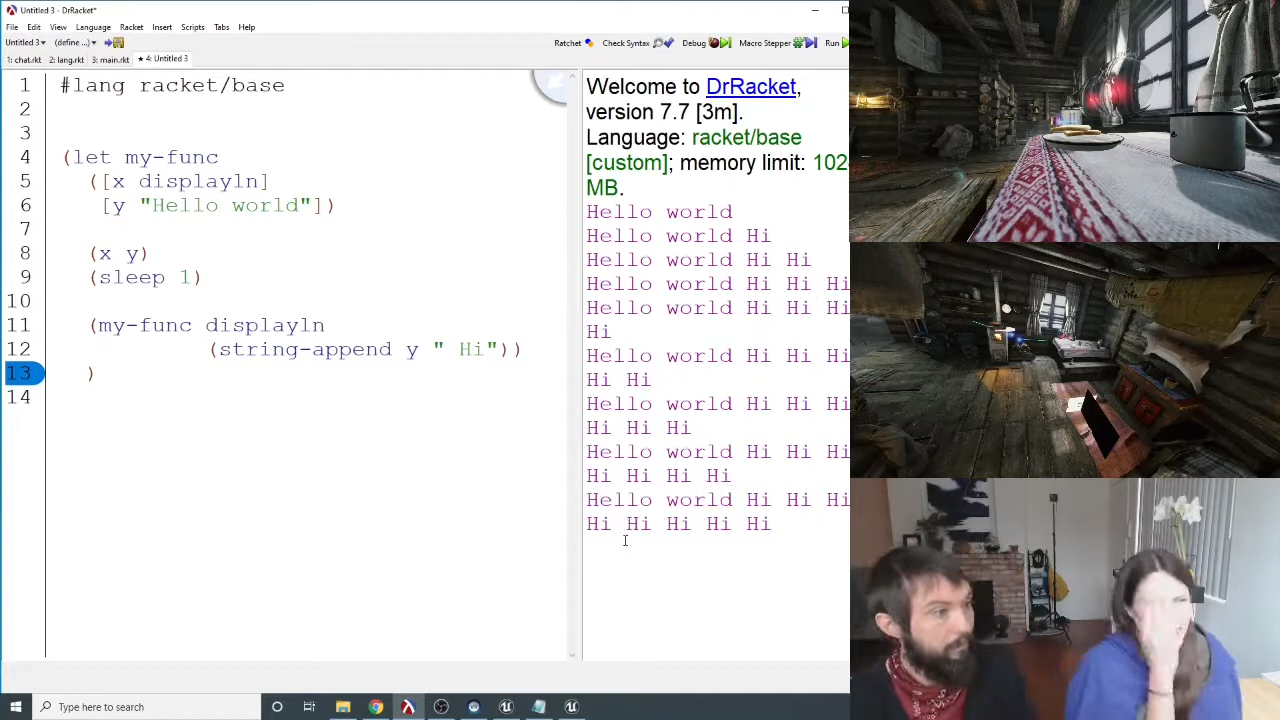 Untitled 3 - DrRacket*
File Edit View Language Racket Insert Scripts Tabs Help
Untitled 3 (define ...) Ratchet Check Syntax Debug Macro Stepper Run
1: chat.rkt 2: lang.rkt 3: main.rkt ★ 4: Untitled 3
1 #lang racket/base
2
3
4 (let my-func
5 ([x displayln]
6 [y "Hello world"])
7
8 (x y)
9 (sleep 1)
10
11 (my-func displayln
12 (string-append y " Hi"))
13 )
14
Welcome to DrRacket,
version 7.7 [3m].
Language: racket/base
[custom]; memory limit: 102
MB.
Hello world
Hello world Hi
Hello world Hi Hi
Hello world Hi Hi Hi
Hello world Hi Hi Hi
Hi
Hello world Hi Hi Hi
Hi Hi
Hello world Hi Hi Hi
Hi Hi Hi
Hello world Hi Hi Hi
Hi Hi Hi Hi
Hello world Hi Hi Hi
Hi Hi Hi Hi Hi
Type here to search